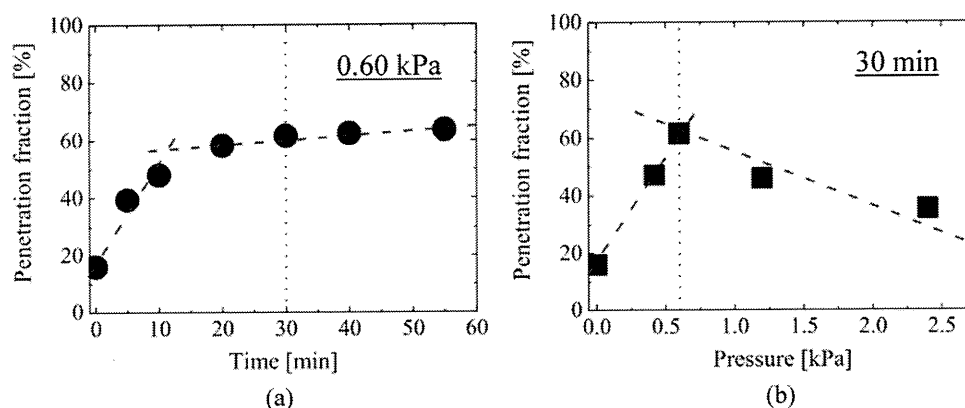 0.60 kPa
Penetration fraction [%]
100
80
60
40
20
0
0 10 20 30 40 50 60
Time [min]
(a)
30 min
Penetration fraction [%]
100
80
60
40
20
0
0.0 0.5 1.0 1.5 2.0 2.5
Pressure [kPa]
(b)